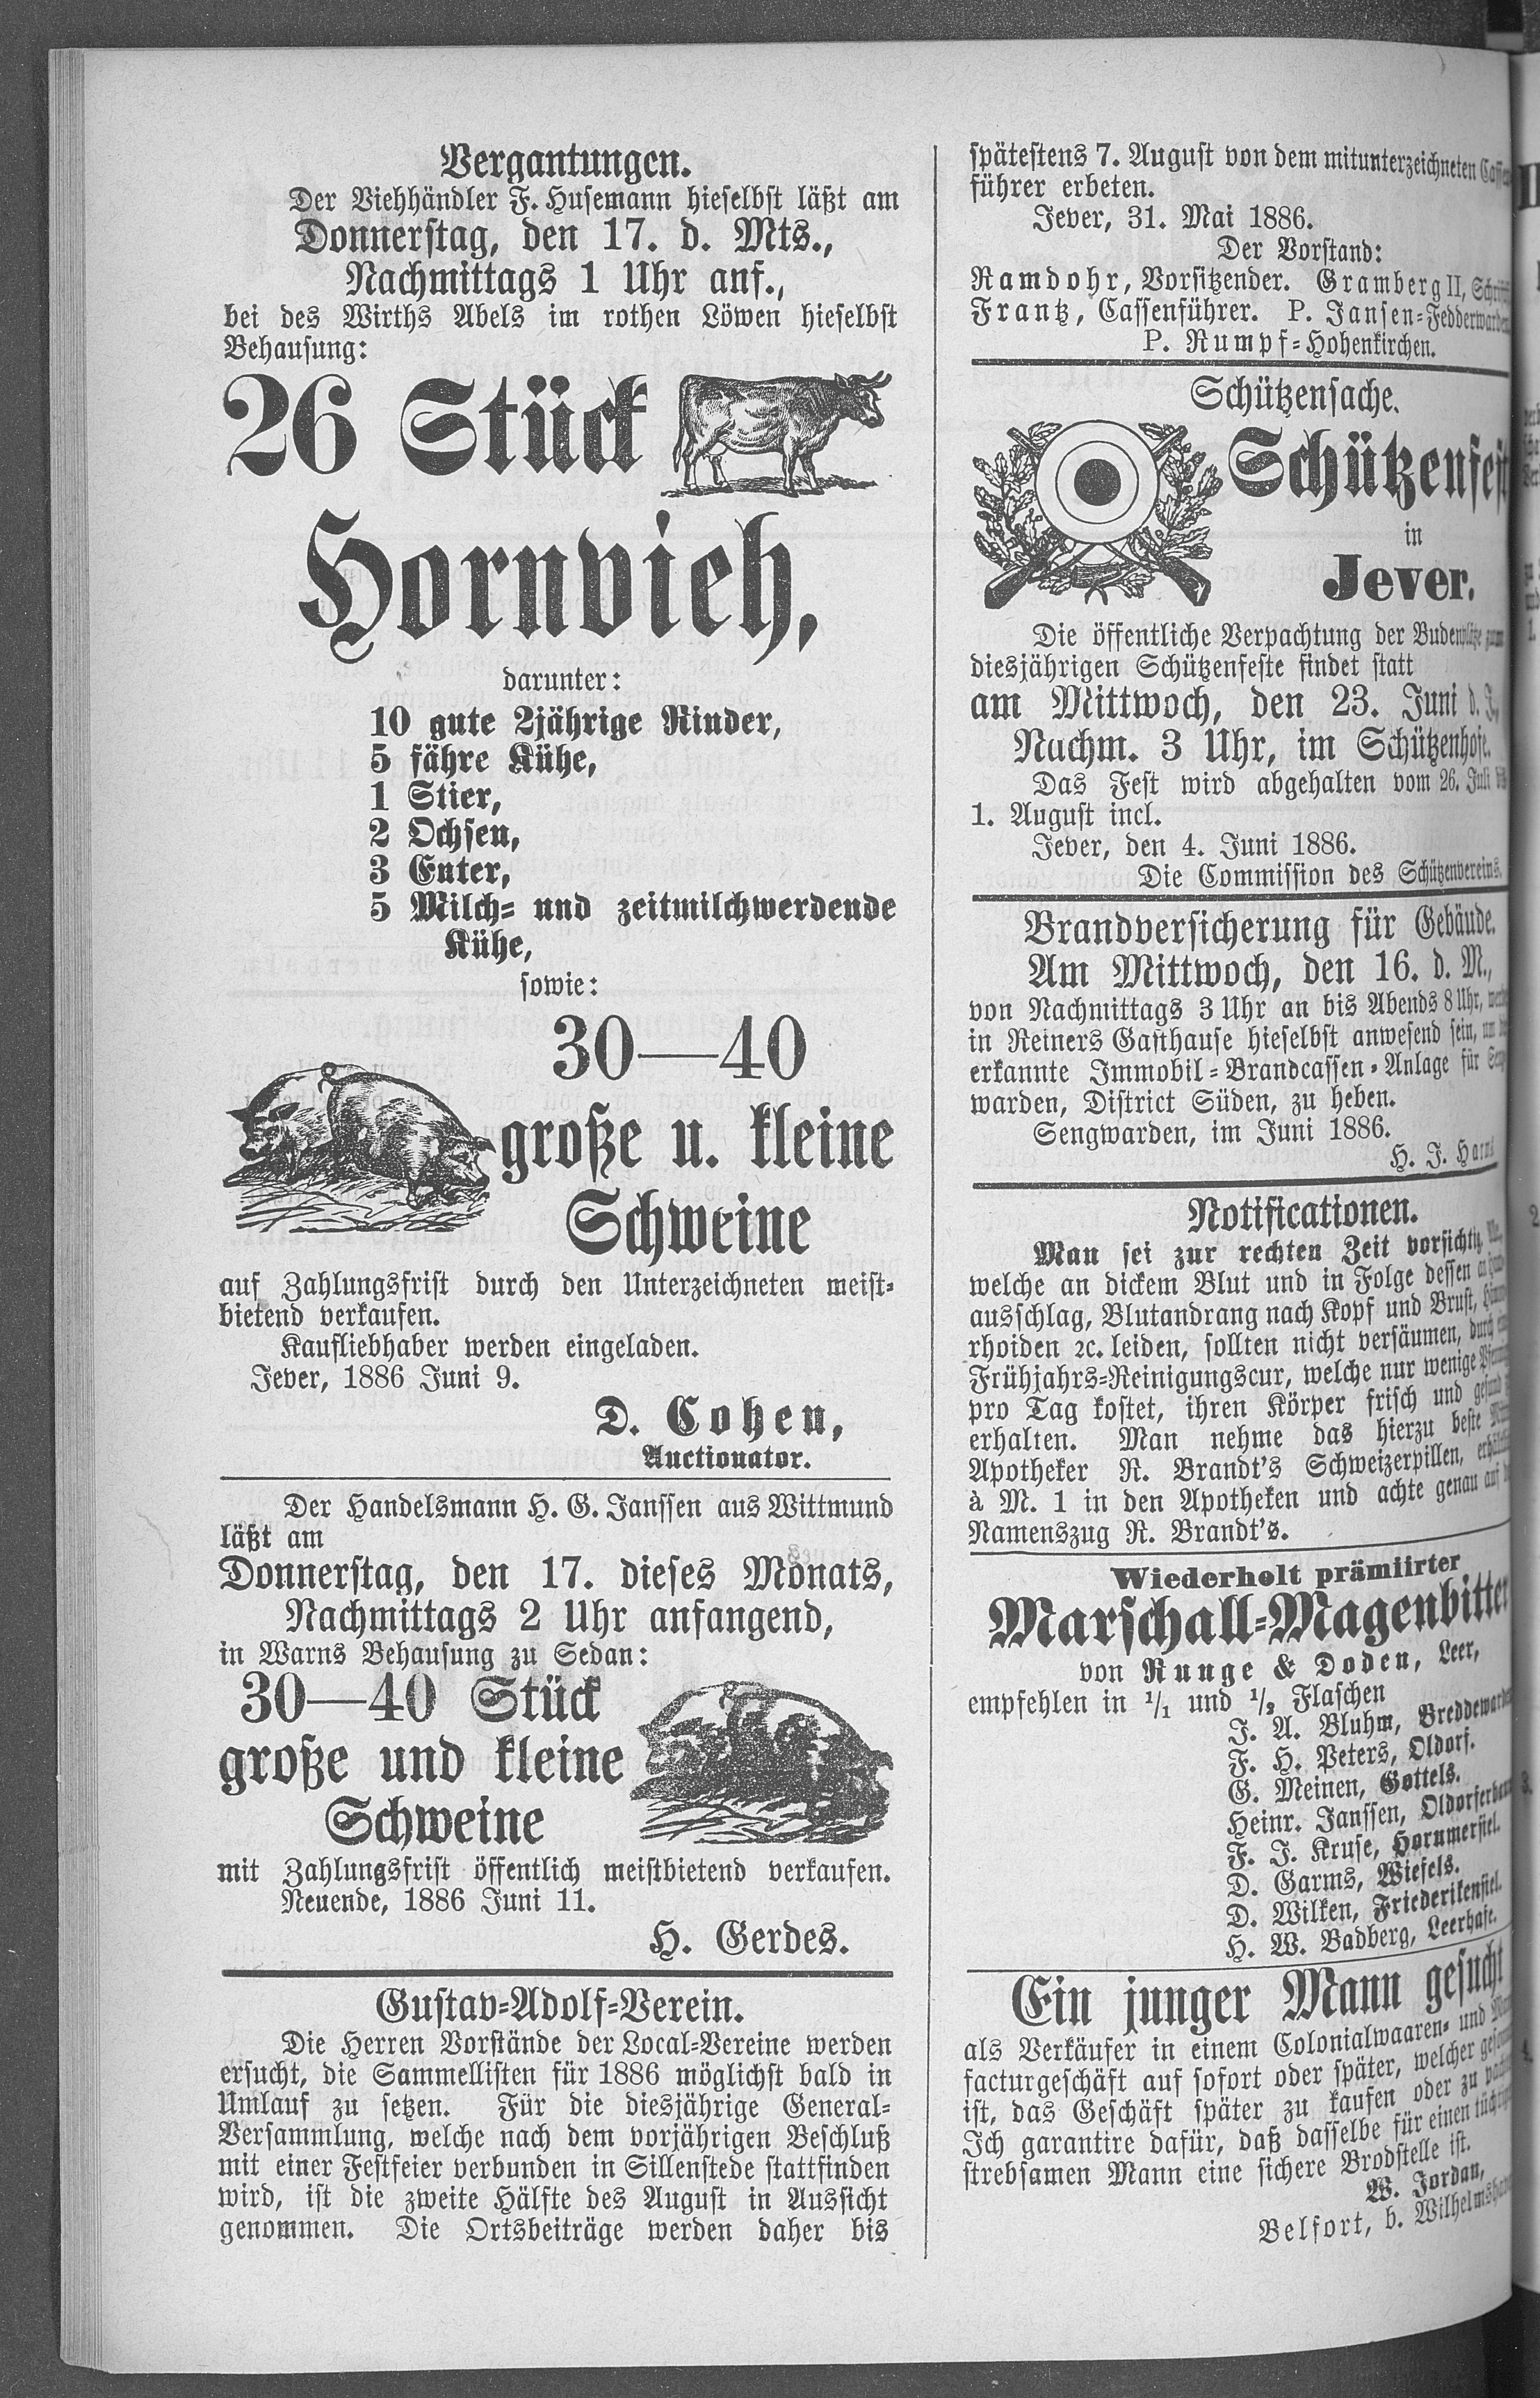 Vergantungen.
Der Viehhändler F. Husemann hieselbst läßt am
Donnerstag, den 17. d. Mts.,
Nachmittags 1 Uhr anf.,
bei des Wirths Abels im rothen Löwen hieselbst
Behausung:
26 Stück
Hornvieh,
darunter:
10 gute 2jährige Rinder,
5 fähre Kühe,
1 Stier,
2 Ochsen,
3 Enter,
5 Milch= und zeitmilchwerdende
Kühe,
sowie:
30—40
große u. kleine
Schweine
auf Zahlungsfrist durch den Unterzeichneten meist=
bietend verkaufen.
Kaufliebhaber werden eingeladen.
Jever, 1886 Juni 9.
D. Cohen,
Auctionator.
Der Handelsmann H. G. Janssen aus Wittmund
läßt am
Donnerstag, den 17. dieses Monats,
Nachmittags 2 Uhr anfangend,
in Warns Behausung zu Sedan:
30—40 Stück
große und kleine
Schweine
mit Zahlungsfrist öffentlich meistbietend verkaufen.
Neuende, 1886 Juni 11.
H. Gerdes.
Gustav=Adolf=Verein.
Die Herren Vorstände der Local=Vereine werden
ersucht, die Sammellisten für 1886 möglichst bald in
Umlauf zu setzen. Für die diesjährige General=
Versammlung, welche nach dem vorjährigen Beschluß
mit einer Festfeier verbunden in Sillenstede stattfinden
wird, ist die zweite Hälfte des August in Aussicht
genommen. Die Ortsbeiträge werden daher bis
spätestens 7. August von dem mitunterzeichneten
führer erbeten.
Jever, 31. Mai 1886.
Der Vorstand:
Ramdohr, Vorsitzender. Gramberg II,
Frantz, Cassenführer. P. Jansen=Fedderwarden
P. Rumpf=Hohenkirchen.
Schützensache.
Schützenfest
in
Jever.
Die öffentliche Verpachtung der Budenplätze zum
diesjährigen Schützenfeste findet statt
am Mittwoch, den 23. Juni d. J.,
Nachm. 3 Uhr, im Schützenhofe.
Das Fest wird abgehalten vom 26. Juli bis
1. August incl.
Jever, den 4. Juni 1886.
Die Commission des Schützenvereins.
Brandversicherung für Gebäude.
Am Mittwoch, den 16. d. M.,
von Nachmittags 3 Uhr an bis Abends 8 Uhr,
in Reiners Gasthause hieselbst anwesend sein, um
erkannte Immobil=Brandcassen=Anlage für
warden, District Süden, zu heben.
Sengwarden, im Juni 1886.
H. J.
Notificationen.
Man sei zur rechten Zeit vorsichtig.
welche an dickem Blut und in Folge dessen
ausschlag, Blutandrang nach Kopf und Brust,
rhoiden ꝛc. leiden, sollten nicht versäumen, durch
Frühjahrs=Reinigungscur, welche nur wenige
pro Tag kostet, ihren Körper frisch und gesund
erhalten. Man nehme das hierzu beste
Apotheker R. Brandt's Schweizerpillen,
à M. 1 in den Apotheken und achte genau auf
Namenszug R. Brandt's.
Wiederholt prämiirter
Marschall=Magenbitter
von Runge & Doden, Leer,
empfehlen in 1/1 und 1/2 Flaschen
J. A. Bluhm, Breddewarden
F. H. Peters, Oldorf.
G. Meinen, Gottels.
Heinr. Janssen,
F. J. Kruse, Hornmersiel.
D. Garms, Wiefels.
D. Wilken, Friederikensiel.
H. W. Badberg, Leerhafe.
Ein junger Mann gesucht
als Verkäufer in einem Colonialwaaren= und
facturgeschäft auf sofort oder später, welcher
ist, das Geschäft später zu kaufen oder zu
Ich garantire dafür, daß dasselbe für einen
strebsamen Mann eine sichere Brodstelle ist.
W. Jordan,
Belfort, b.